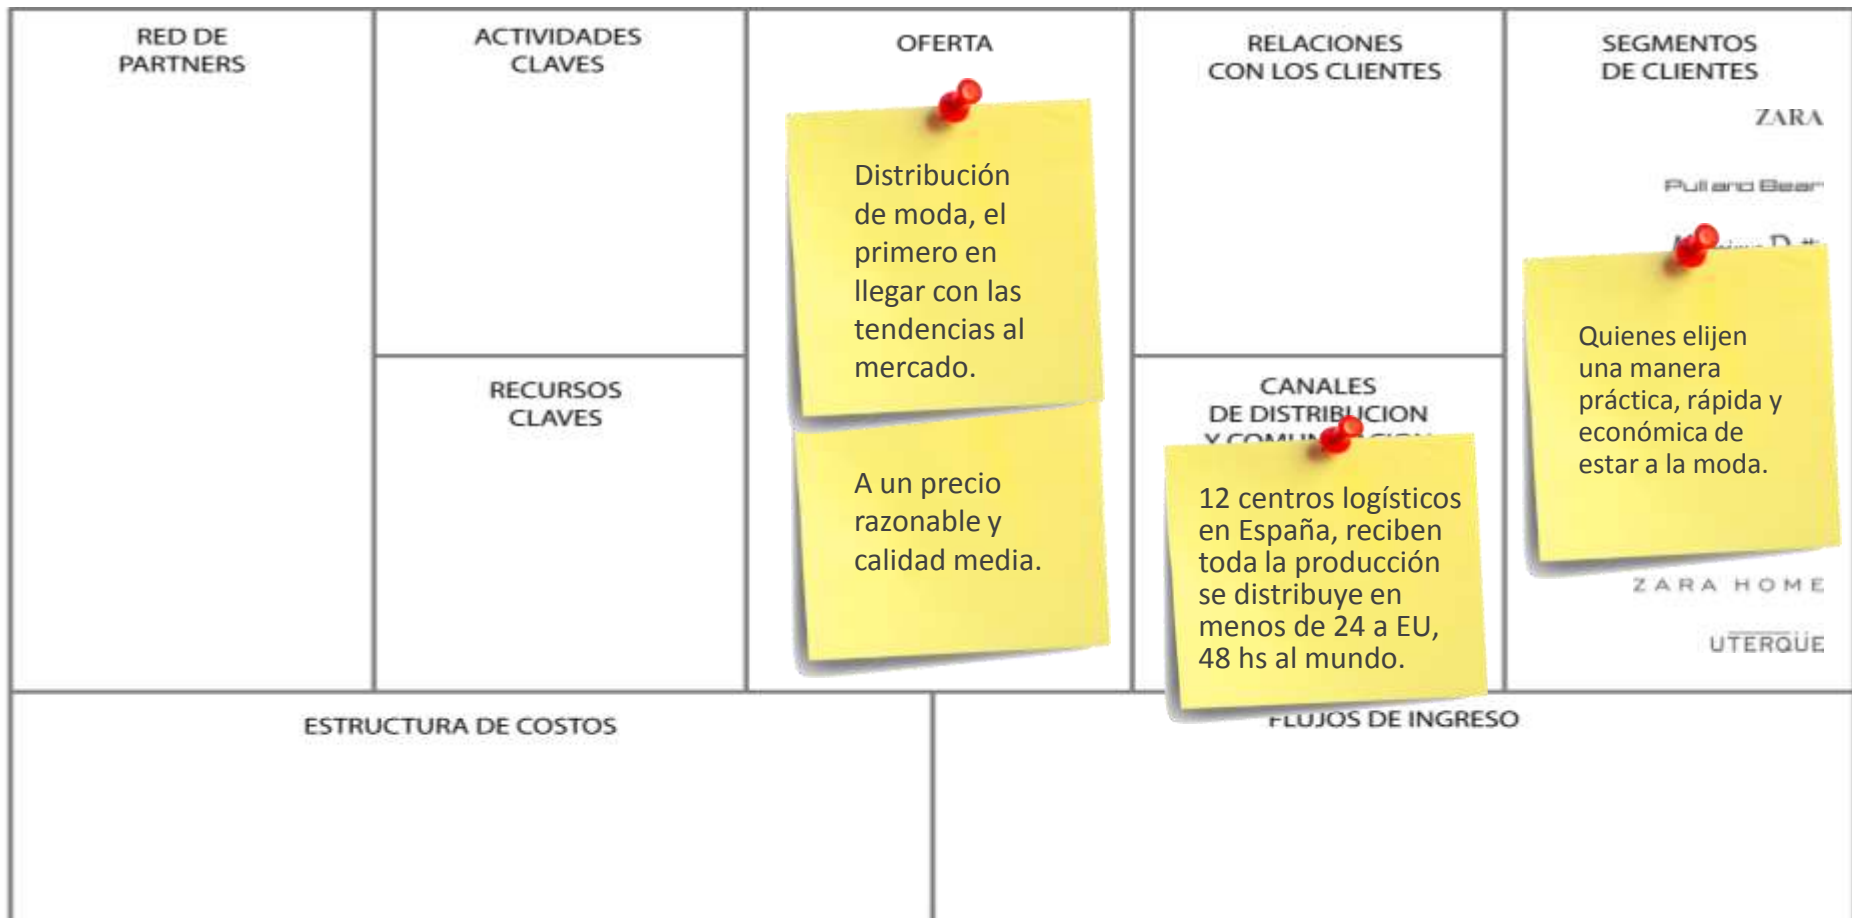 RED DE
PARTNERS
ACTIVIDADES
CLAVES
OFERTA
RELACIONES
CON LOS CLIENTES
SEGMENTOS
DE CLIENTES
ZARA
Pull and Bear
Distribución
de moda, el
primero en
llegar con las
tendencias al
mercado.
A un precio
razonable y
calidad media.
RECURSOS
CLAVES
CANALES
DE DISTRIBUCION
Y
12 centros logísticos
en España, reciben
toda la producción
se distribuye en
menos de 24 a EU,
48 hs al mundo.
Quienes elijen
una manera
práctica, rápida y
económica de
estar a la moda.
ZARA HOME
UTERQÜE
ESTRUCTURA DE COSTOS
FLUJOS DE INGRESO